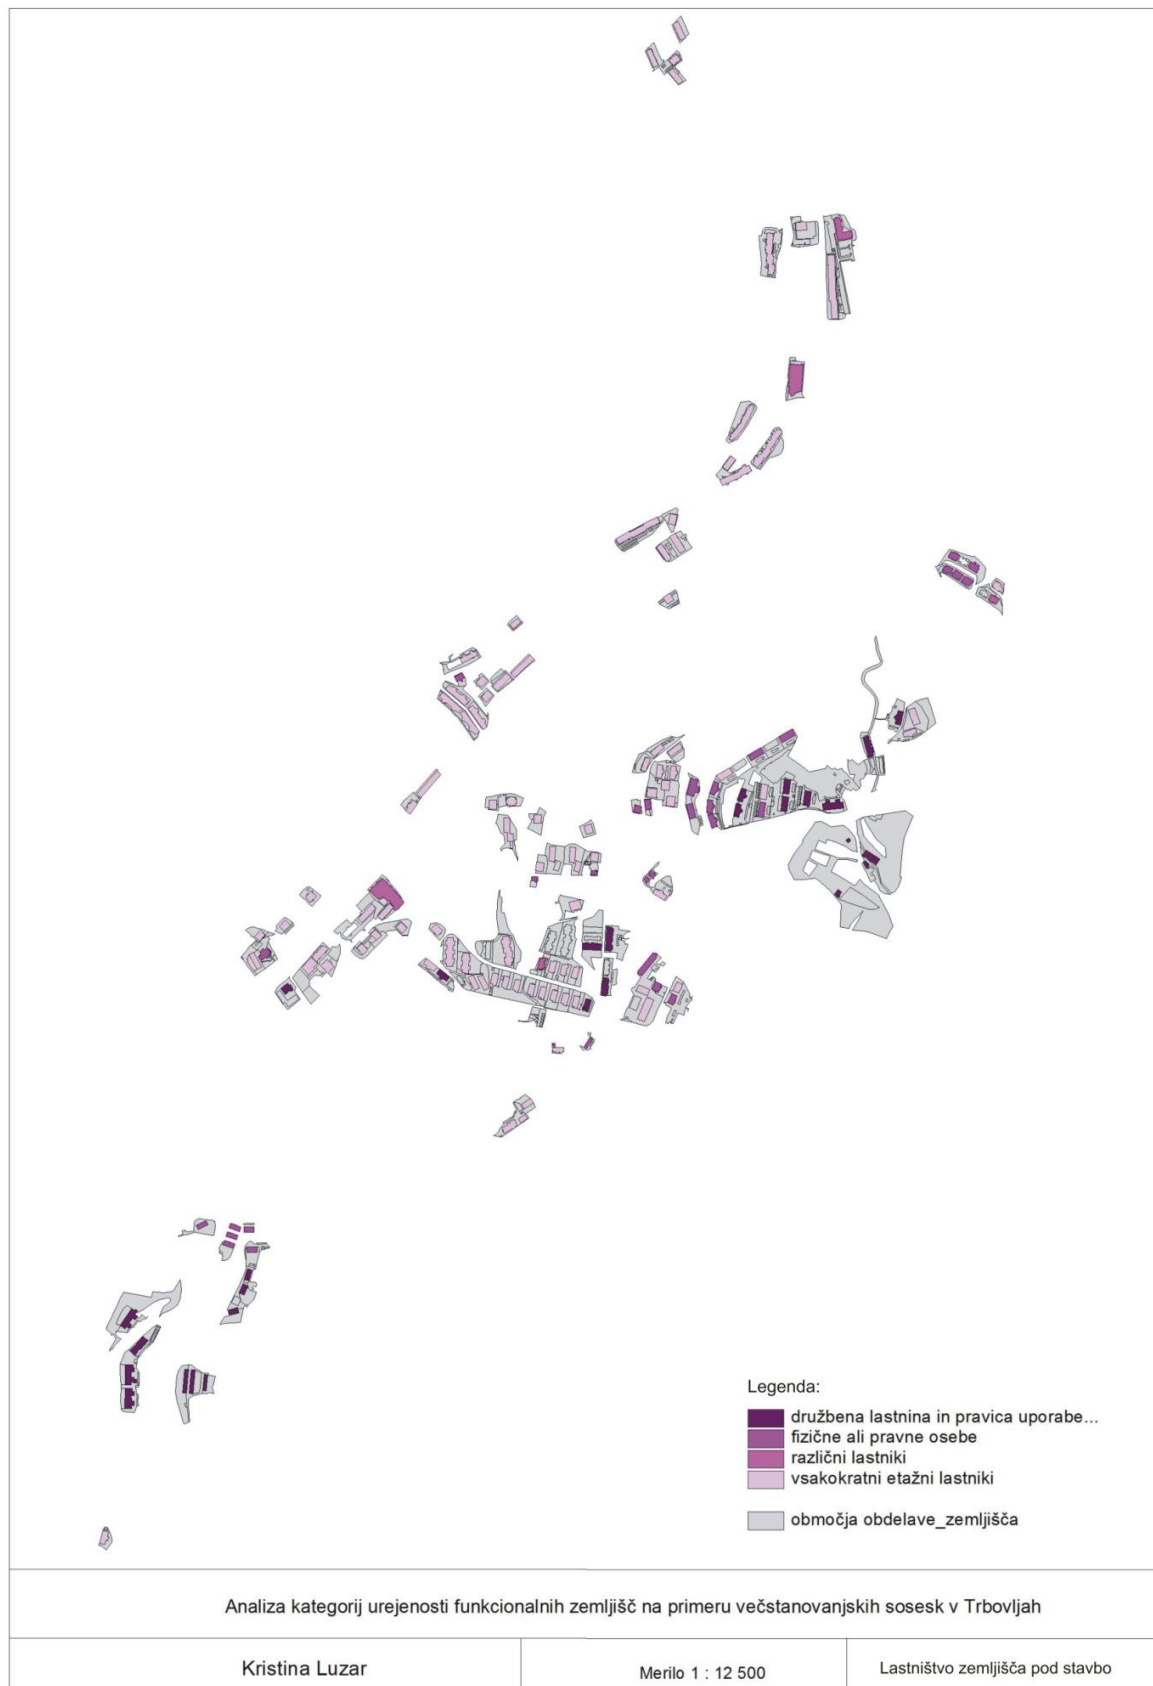 Legenda:
družbena lastnina in pravica uporabe...
fizične ali pravne osebe
različni lastniki
vsakokratni etažni lastniki
območja obdelave_zemljišča
Analiza kategorij urejenosti funkcionalnih zemljišč na primeru večstanovanjskih sosesk v Trbovljah
Kristina Luzar
Merilo 1 : 12 500
Lastništvo zemljišča pod stavbo